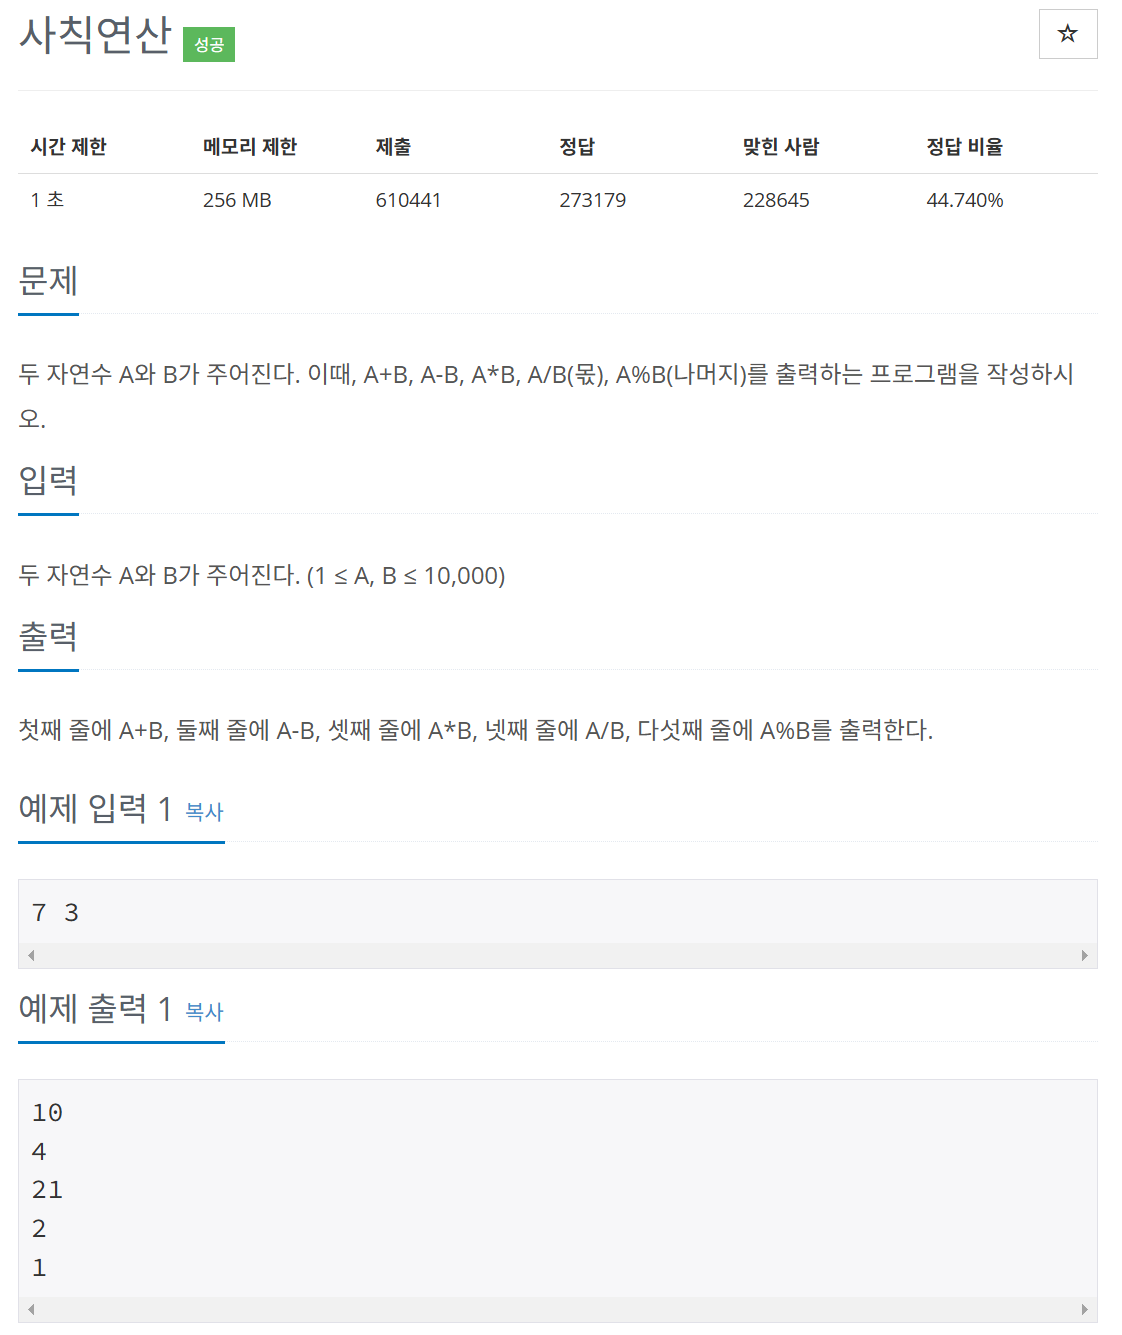 사칙연산 성공
☆
시간 제한 메모리 제한 제출 정답 맞힌 사람 정답 비율
1 초 256 MB 610441 273179 228645 44.740%
문제
두 자연수 A와 B가 주어진다. 이때, A+B, A-B, A*B, A/B(몫), A%B(나머지)를 출력하는 프로그램을 작성하시
오.
입력
두 자연수 A와 B가 주어진다. (1 ≤ A, B ≤ 10,000)
출력
첫째 줄에 A+B, 둘째 줄에 A-B, 셋째 줄에 A*B, 넷째 줄에 A/B, 다섯째 줄에 A%B를 출력한다.
예제 입력 1 복사
7 3
예제 출력 1 복사
10
4
21
2
1